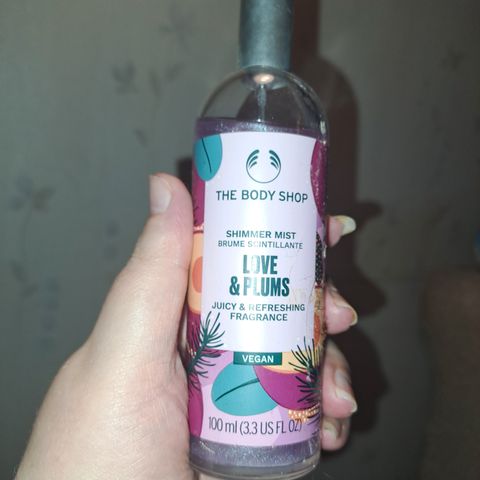 THE BODY SHOP
SHIMMER MIST
BRUME SCINTILLANTE
LOVE
& PLUMS
JUICY & REFRESHING
FRAGRANCE
VEGAN
100 ml (3.3 US FL OZ)